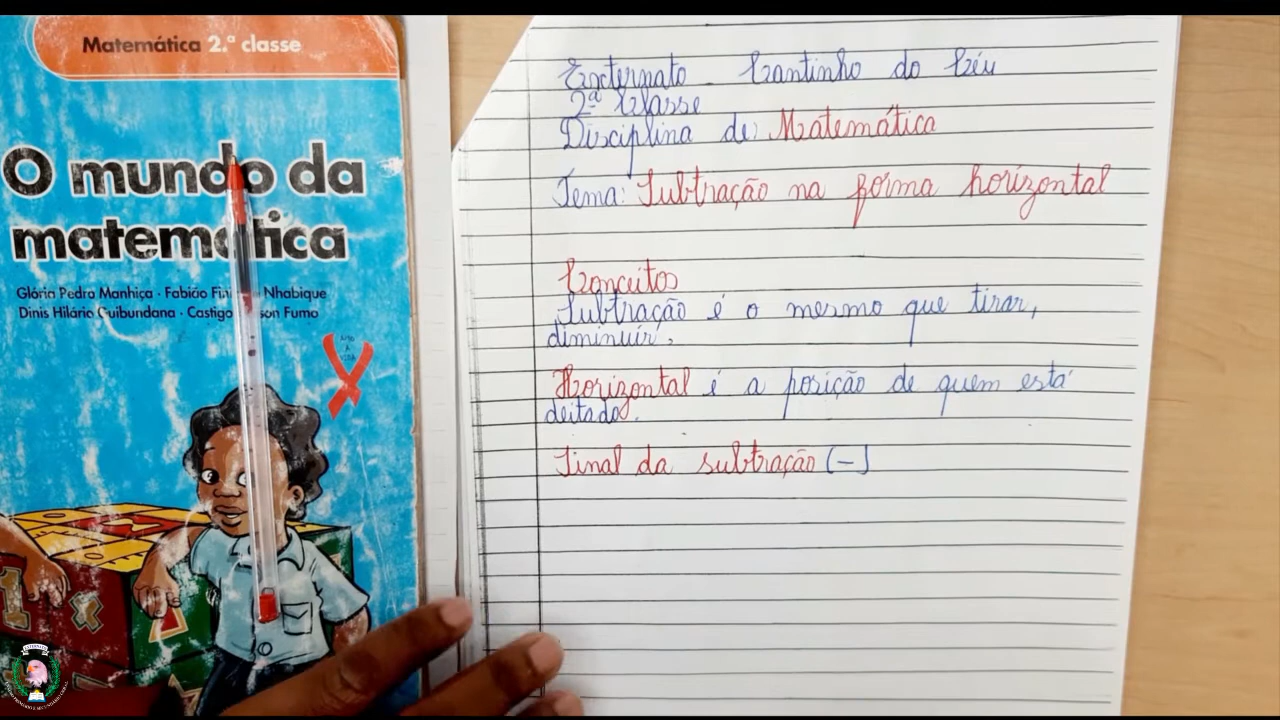 Matemática 2.ª classe
O mundo da
matemática
Glória Pedra Manhiça · Fabião Nhabique
Dinis Hilário Guibundana · Castigo Fumo
Externato Cantinho do Céu
2ª Classe
Disciplina de: Matemática
Tema: Subtração na forma horizontal
Conceitos
Subtração é o mesmo que tirar,
diminuir.
Horizontal é a posição de quem está
deitado.
Sinal da subtração (-)